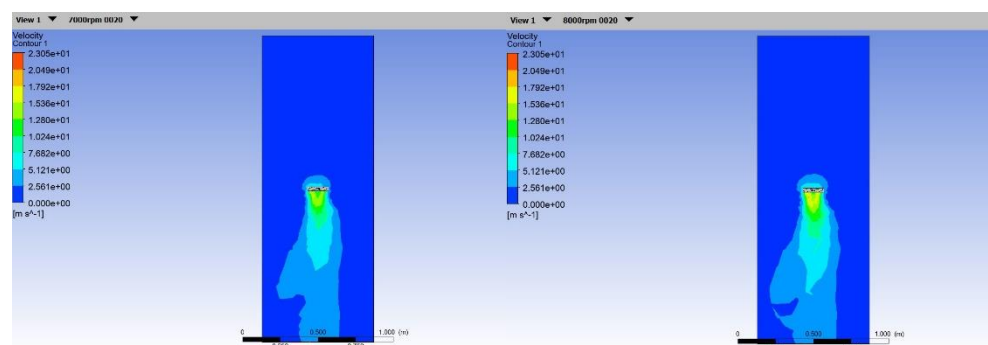 View 1 7000rpm 0020
Velocity
Contour 1
2.305e+01
2.049e+01
1.792e+01
1.536e+01
1.280e+01
1.024e+01
7.682e+00
5.121e+00
2.561e+00
0.000e+00
[m s^-1]
0 0.500 1.000 (m)
View 1 8000rpm 0020
Velocity
Contour 1
2.305e+01
2.049e+01
1.792e+01
1.536e+01
1.280e+01
1.024e+01
7.682e+00
5.121e+00
2.561e+00
0.000e+00
[m s^-1]
0 0.500 1.000 (m)